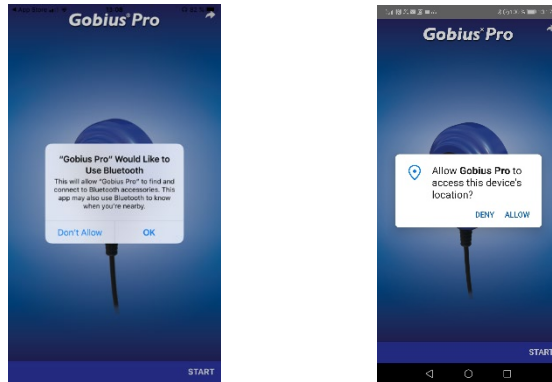 Gobius Pro
"Gobius Pro" Would Like to
Use Bluetooth
This will allow "Gobius Pro" to find and
connect to Bluetooth accessories. This
app may also use Bluetooth to know
when you're nearby.
Don't Allow
OK
START
Gobius Pro
Allow Gobius Pro to
access this device's
location?
DENY
ALLOW
START